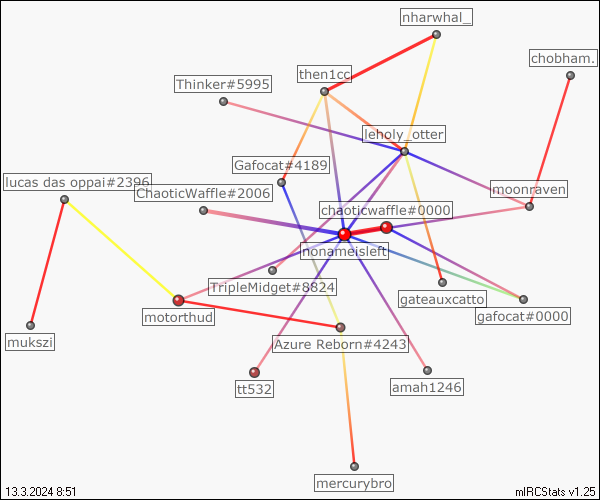 nharwhal_
chobham.
then1cc
Thinker#5995
leholy_otter
Gafocat#4189
lucas das oppai#2396
ChaoticWaffle#2006
moonraven
chaoticwaffle#0000
nonameisleft
TripleMidget#8824
gateauxcatto
motorthud
gafocat#0000
mukszi
Azure Reborn#4243
tt532
amah1246
mercurybro
13.3.2024 8:51
mIRCStats v1.25